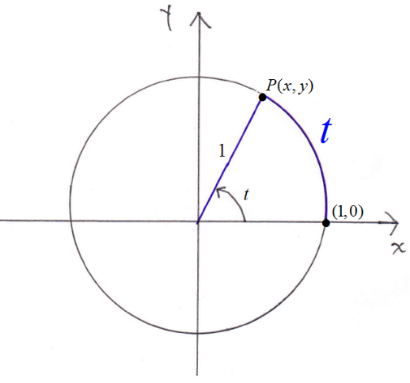 y
P(x, y)
t
1
t
(1,0)
x